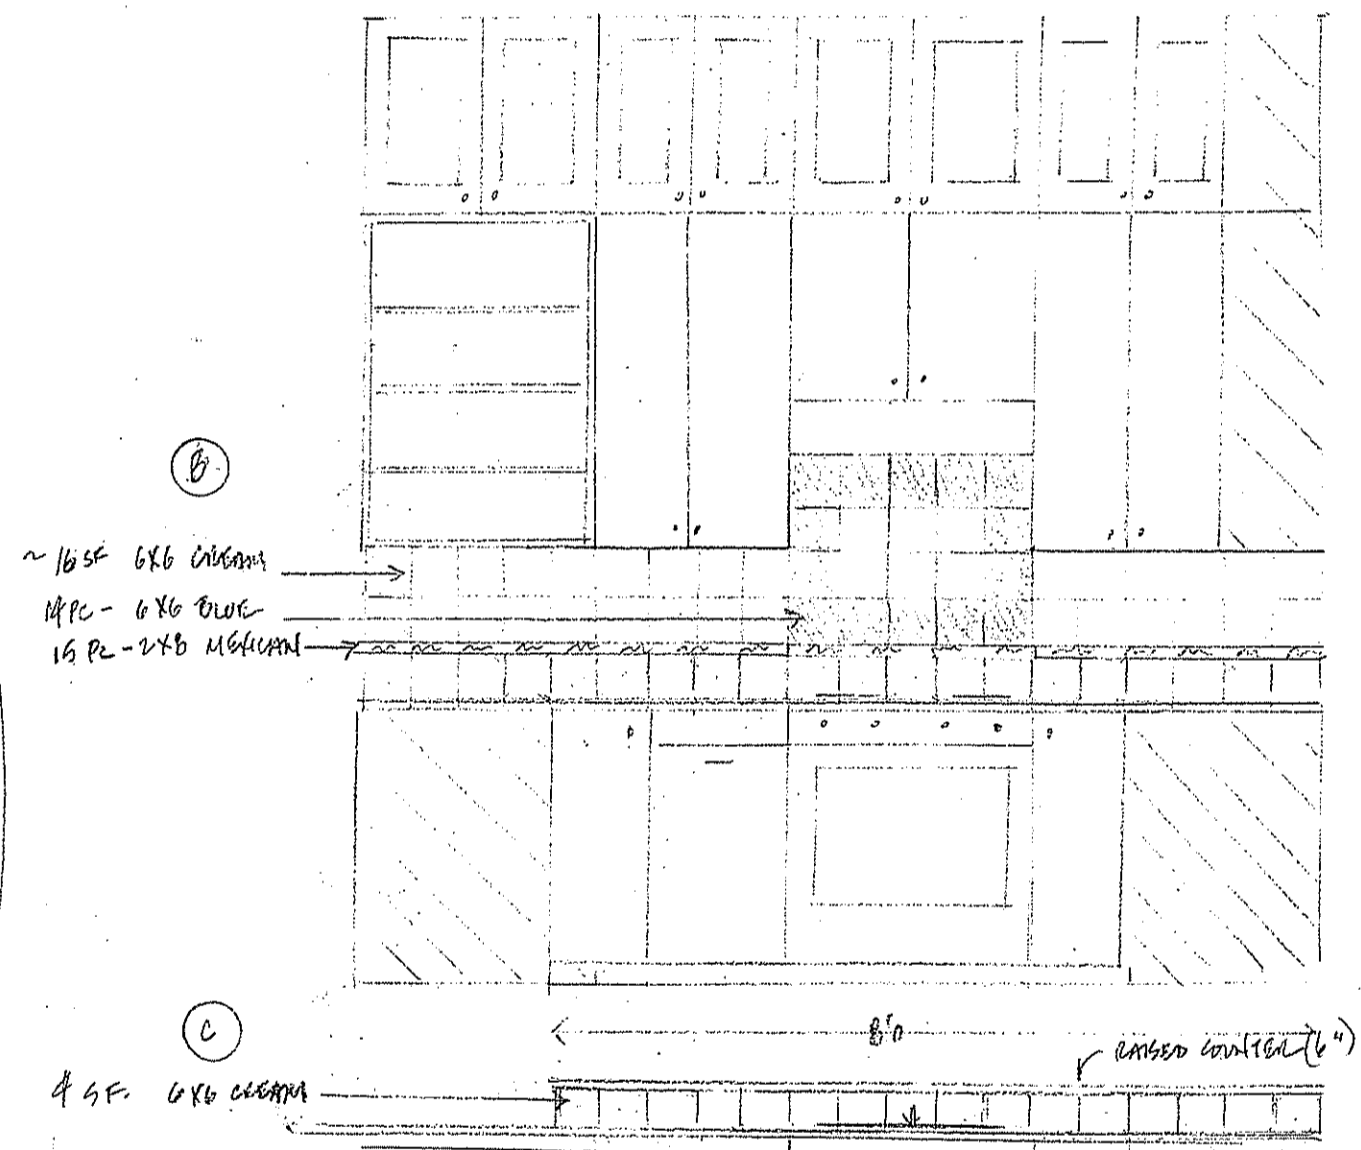 B
~ 16 SF 6X6 CREAM
14 PC - 6X6 BLUE
15 PC - 2X8 MEXICAN
C
8'0
RAISED COUNTER (6")
4 SF. 6X6 CREAM